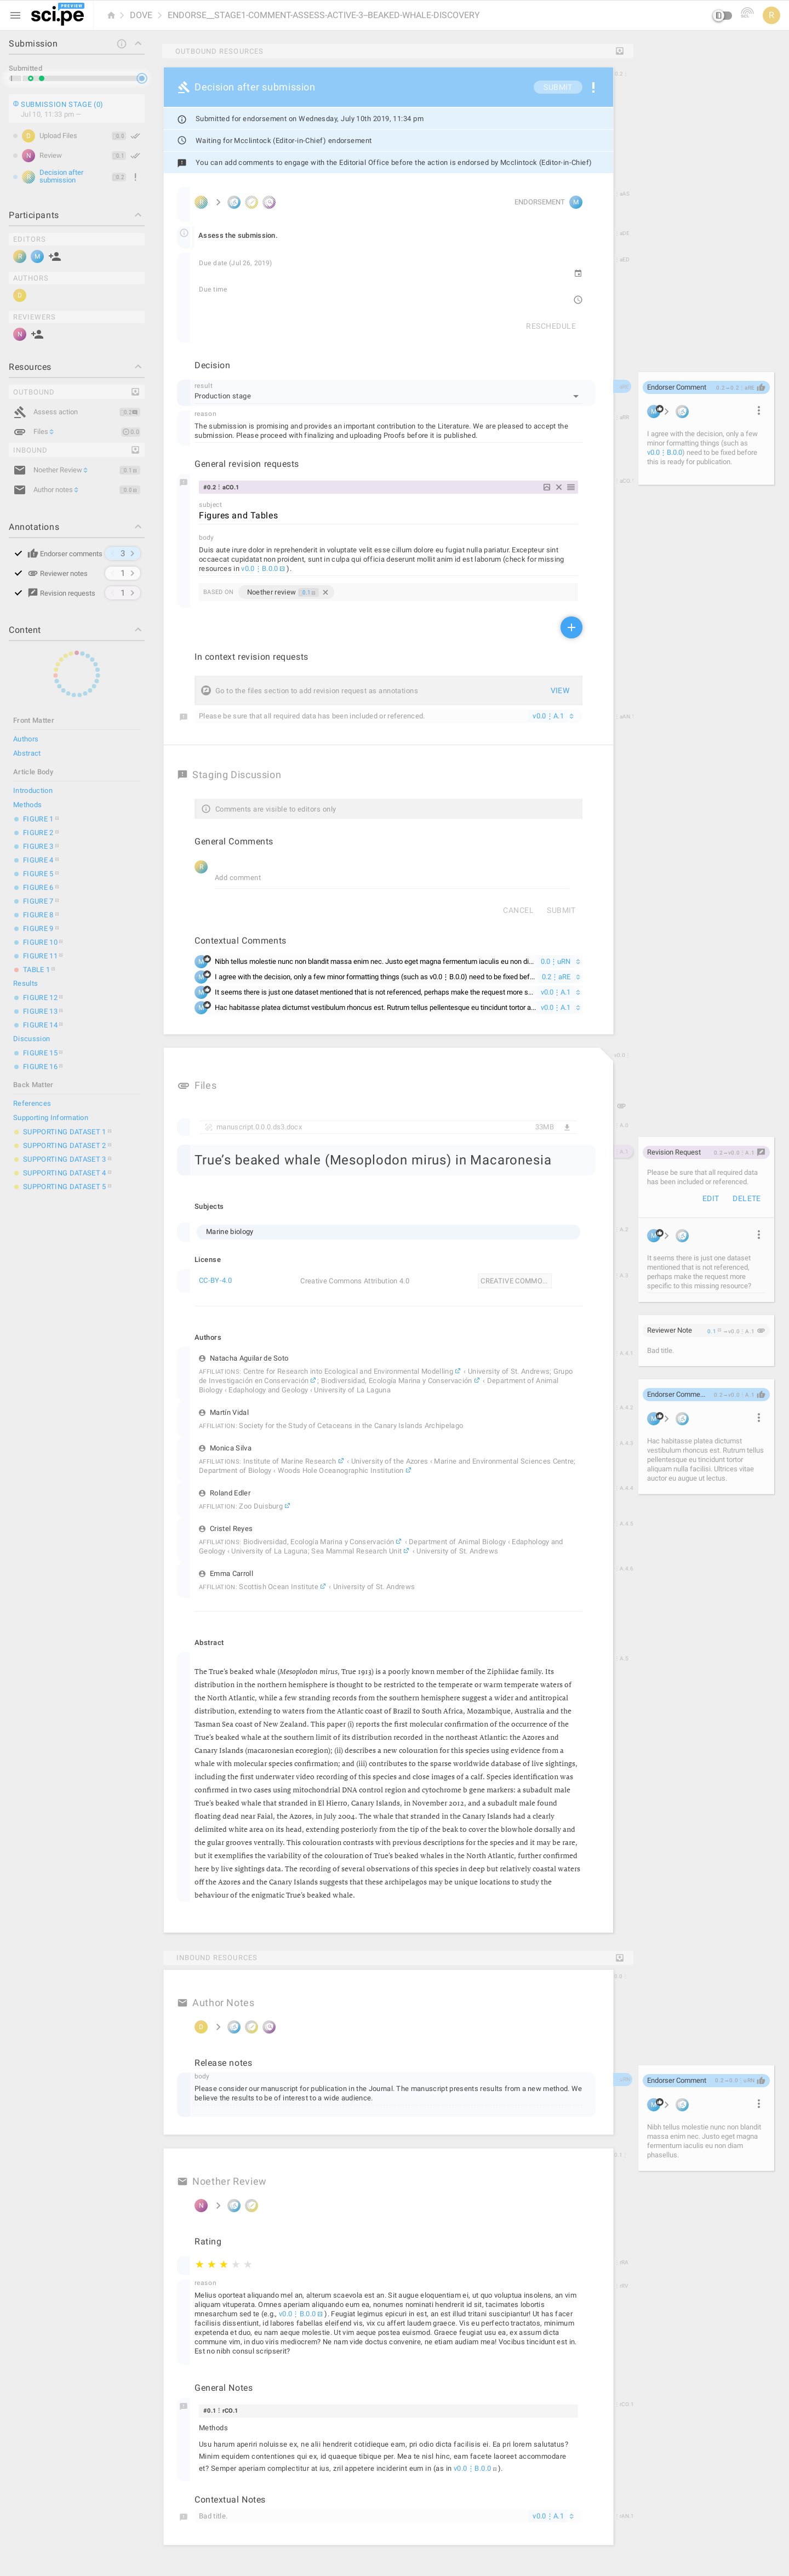 sci.pe PREVIEW
DOVE ENDORSE__STAGE1-COMMENT-ASSESS-ACTIVE-3--BEAKED-WHALE-DISCOVERY
R
Submission
Submitted
SUBMISSION STAGE (0)
Jul 10, 11:33 pm —
Upload Files
N Review 0.1
R Decision after
submission 0.2
Participants
EDITORS
R M
AUTHORS
REVIEWERS
N
Resources
OUTBOUND
Assess action
Files
INBOUND
Noether Review
Author notes
Annotations
Endorser comments 3
Reviewer notes 1
Revision requests 1
Content
Front Matter
Authors
Abstract
Article Body
Introduction
Methods
FIGURE 1
FIGURE 2
FIGURE 3
FIGURE 4
FIGURE 5
FIGURE 6
FIGURE 7
FIGURE 8
FIGURE 9
FIGURE 10
FIGURE 11
TABLE 1
Results
FIGURE 12
FIGURE 13
FIGURE 14
Discussion
FIGURE 15
FIGURE 16
Back Matter
References
Supporting Information
SUPPORTING DATASET 1
SUPPORTING DATASET 2
SUPPORTING DATASET 3
SUPPORTING DATASET 4
SUPPORTING DATASET 5
OUTBOUND RESOURCES
Decision after submission SUBMIT
Submitted for endorsement on Wednesday, July 10th 2019, 11:34 pm
Waiting for Mcclintock (Editor-in-Chief) endorsement
You can add comments to engage with the Editorial Office before the action is endorsed by Mcclintock (Editor-in-Chief)
R ENDORSEMENT M
Assess the submission.
Due date (Jul 26, 2019)
Due time
RESCHEDULE
Decision
result
Production stage
reason
The submission is promising and provides an important contribution to the Literature. We are pleased to accept the
submission. Please proceed with finalizing and uploading Proofs before it is published.
General revision requests
#0.2⋮aCO.1
subject
Figures and Tables
body
Duis aute irure dolor in reprehenderit in voluptate velit esse cillum dolore eu fugiat nulla pariatur. Excepteur sint
occaecat cupidatat non proident, sunt in culpa qui officia deserunt mollit anim id est laborum (check for missing
resources in v0.0⋮B.0.0 ).
BASED ON Noether review 0.1
In context revision requests
Go to the files section to add revision request as annotations VIEW
Please be sure that all required data has been included or referenced. v0.0⋮A.1
Staging Discussion
Comments are visible to editors only
General Comments
R
Add comment
CANCEL SUBMIT
Contextual Comments
Nibh tellus molestie nunc non blandit massa enim nec. Justo eget magna fermentum iaculis eu non di... 0.0⋮uRN
I agree with the decision, only a few minor formatting things (such as v0.0⋮B.0.0) need to be fixed bef... 0.2⋮aRE
It seems there is just one dataset mentioned that is not referenced, perhaps make the request more s... v0.0⋮A.1
Hac habitasse platea dictumst vestibulum rhoncus est. Rutrum tellus pellentesque eu tincidunt tortor a... v0.0⋮A.1
Files
manuscript.0.0.0.ds3.docx 33MB
True's beaked whale (Mesoplodon mirus) in Macaronesia
Subjects
Marine biology
License
CC-BY-4.0 Creative Commons Attribution 4.0 CREATIVE COMMO...
Authors
Natacha Aguilar de Soto
AFFILIATIONS: Centre for Research into Ecological and Environmental Modelling › University of St. Andrews; Grupo
de Investigación en Conservación ; Biodiversidad, Ecología Marina y Conservación › Department of Animal
Biology › Edaphology and Geology › University of La Laguna
Martín Vidal
AFFILIATION: Society for the Study of Cetaceans in the Canary Islands Archipelago
Monica Silva
AFFILIATIONS: Institute of Marine Research › University of the Azores › Marine and Environmental Sciences Centre;
Department of Biology › Woods Hole Oceanographic Institution
Roland Edler
AFFILIATION: Zoo Duisburg
Cristel Reyes
AFFILIATIONS: Biodiversidad, Ecología Marina y Conservación › Department of Animal Biology › Edaphology and
Geology › University of La Laguna; Sea Mammal Research Unit › University of St. Andrews
Emma Carroll
AFFILIATION: Scottish Ocean Institute › University of St. Andrews
Abstract
The True's beaked whale (Mesoplodon mirus, True 1913) is a poorly known member of the Ziphiidae family. Its
distribution in the northern hemisphere is thought to be restricted to the temperate or warm temperate waters of
the North Atlantic, while a few stranding records from the southern hemisphere suggest a wider and antitropical
distribution, extending to waters from the Atlantic coast of Brazil to South Africa, Mozambique, Australia and the
Tasman Sea coast of New Zealand. This paper (i) reports the first molecular confirmation of the occurrence of the
True's beaked whale at the southern limit of its distribution recorded in the northeast Atlantic: the Azores and
Canary Islands (macaronesian ecoregion); (ii) describes a new colouration for this species using evidence from a
whale with molecular species confirmation; and (iii) contributes to the sparse worldwide database of live sightings,
including the first underwater video recording of this species and close images of a calf. Species identification was
confirmed in two cases using mitochondrial DNA control region and cytochrome b gene markers: a subadult male
True's beaked whale that stranded in El Hierro, Canary Islands, in November 2012, and a subadult male found
floating dead near Faial, the Azores, in July 2004. The whale that stranded in the Canary Islands had a clearly
delimited white area on its head, extending posteriorly from the tip of the beak to cover the blowhole dorsally and
the gular grooves ventrally. This colouration contrasts with previous descriptions for the species and it may be rare,
but it exemplifies the variability of the colouration of True's beaked whales in the North Atlantic, further confirmed
here by live sightings data. The recording of several observations of this species in deep but relatively coastal waters
off the Azores and the Canary Islands suggests that these archipelagos may be unique locations to study the
behaviour of the enigmatic True's beaked whale.
INBOUND RESOURCES
Author Notes
Release notes
body
Please consider our manuscript for publication in the Journal. The manuscript presents results from a new method. We
believe the results to be of interest to a wide audience.
Noether Review
N
Rating
reason
Melius oporteat aliquando mel an, alterum scaevola est an. Sit augue eloquentiam ei, ut quo voluptua insolens, an vim
aliquam vituperata. Omnes aperiam aliquando eum ea, nonumes nominati hendrerit id sit, tacimates lobortis
mnesarchum sed te (e.g., v0.0⋮B.0.0 ). Feugiat legimus epicuri in est, an est illud tritani suscipiantur! Ut has facer
facilisis dissentiunt, id labores fabellas eleifend vis, vix cu affert laudem graece. Vis eu perfecto tractatos, minimum
expetenda et duo, eu nam aeque molestie. Ut vim aeque postea euismod. Graece feugiat usu ea, ex assum dicta
commune vim, in duo viris mediocrem? Ne nam vide doctus convenire, ne etiam audiam mea! Vocibus tincidunt est in.
Est no nibh consul scripserit?
General Notes
#0.1⋮rCO.1
Methods
Usu harum aperiri noluisse ex, ne alii hendrerit cotidieque eam, pri odio dicta facilisis ei. Ea pri lorem salutatus?
Minim equidem contentiones qui ex, id quaeque tibique per. Mea te nisl hinc, eam facete laoreet accommodare
et? Semper aperiam complectitur at ius, zril appetere inciderint eum in (as in v0.0⋮B.0.0 ).
Contextual Notes
Bad title. v0.0⋮A.1
Endorser Comment 0.2→0.2⋮aRE
I agree with the decision, only a few
minor formatting things (such as
v0.0⋮B.0.0) need to be fixed before
this is ready for publication.
Revision Request 0.2→v0.0⋮A.1
Please be sure that all required data
has been included or referenced.
EDIT DELETE
It seems there is just one dataset
mentioned that is not referenced,
perhaps make the request more
specific to this missing resource?
Reviewer Note 0.1→v0.0⋮A.1
Bad title.
Endorser Comme... 0.2→v0.0⋮A.1
Hac habitasse platea dictumst
vestibulum rhoncus est. Rutrum tellus
pellentesque eu tincidunt tortor
aliquam nulla facilisi. Ultrices vitae
auctor eu augue ut lectus.
Endorser Comment 0.2→0.0⋮uRN
Nibh tellus molestie nunc non blandit
massa enim nec. Justo eget magna
fermentum iaculis eu non diam
phasellus.